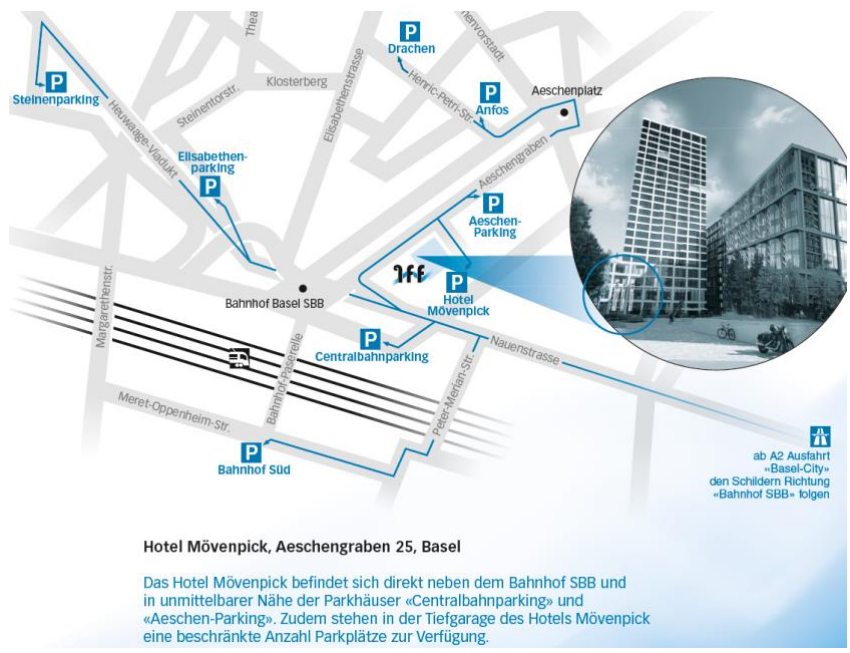 P
Drachen
Thea
nenvorstadt
P
Steinenparking
Klosterberg
Steinentorstr.
Heuwaage-Viadukt
Elisabethenstrasse
Henric-Petri-Str.
P
Anfos
Aeschenplatz
Elisabethen-
parking
P
Aeschengraben
P
Aeschen-
Parking
Margarethenstr.
Bahnhof Basel SBB
P
Hotel
Mövenpick
P
Centralbahnparking
Nauenstrasse
Bahnhof-Paserelle
Peter-Merian-Str.
Meret-Oppenheim-Str.
P
Bahnhof Süd
ab A2 Ausfahrt
«Basel-City»
den Schildern Richtung
«Bahnhof SBB» folgen
Hotel Mövenpick, Aeschengraben 25, Basel
Das Hotel Mövenpick befindet sich direkt neben dem Bahnhof SBB und
in unmittelbarer Nähe der Parkhäuser «Centralbahnparking» und
«Aeschen-Parking». Zudem stehen in der Tiefgarage des Hotels Mövenpick
eine beschränkte Anzahl Parkplätze zur Verfügung.